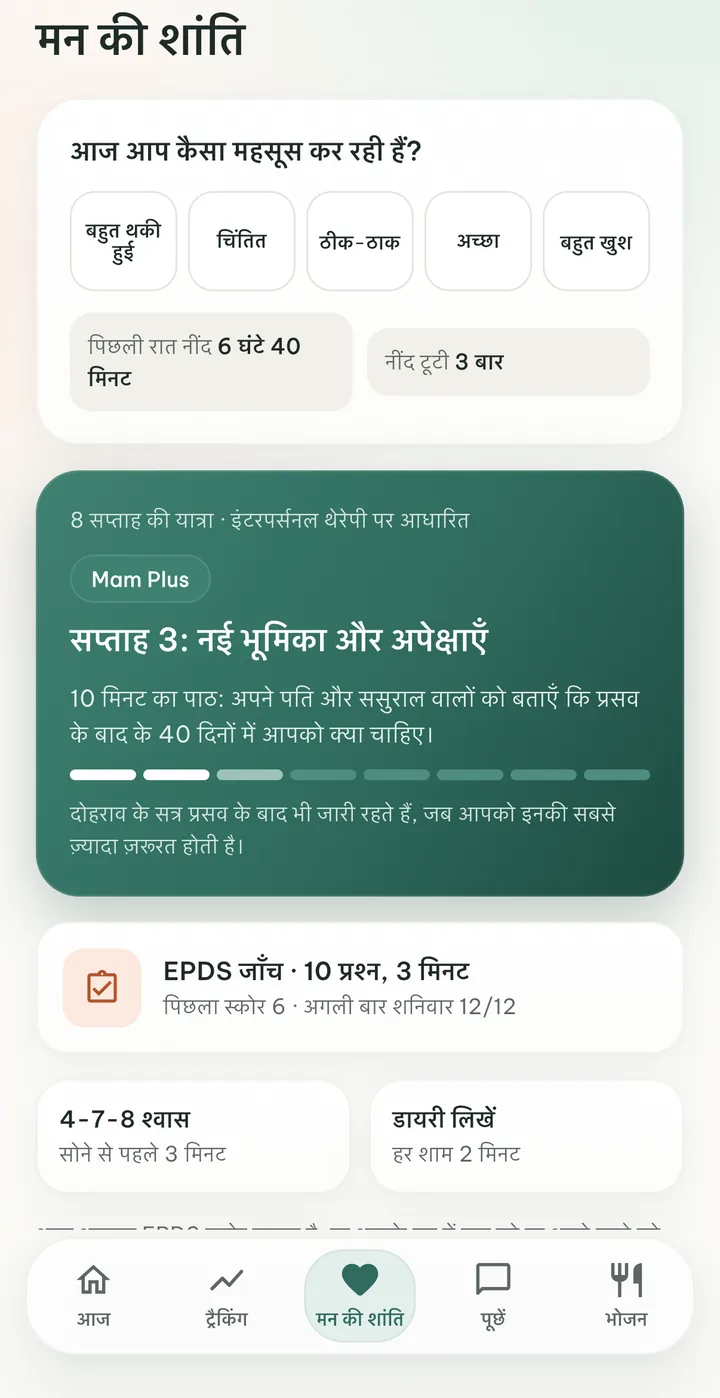 मन की शांति
आज आप कैसा महसूस कर रही हैं?
बहुत थकी
हुई
चिंतित
ठीक-ठाक
अच्छा
बहुत खुश
पिछली रात नींद 6 घंटे 40
मिनट
नींद टूटी 3 बार
8 सप्ताह की यात्रा · इंटरपर्सनल थेरेपी पर आधारित
Mam Plus
सप्ताह 3: नई भूमिका और अपेक्षाएँ
10 मिनट का पाठ: अपने पति और ससुराल वालों को बताएँ कि प्रसव
के बाद के 40 दिनों में आपको क्या चाहिए।
दोहराव के सत्र प्रसव के बाद भी जारी रहते हैं, जब आपको इनकी सबसे
ज़्यादा ज़रूरत होती है।
EPDS जाँच · 10 प्रश्न, 3 मिनट
पिछला स्कोर 6 · अगली बार शनिवार 12/12
4-7-8 श्वास
सोने से पहले 3 मिनट
डायरी लिखें
हर शाम 2 मिनट
EPDS
आज
ट्रैकिंग
मन की शांति
पूछें
भोजन